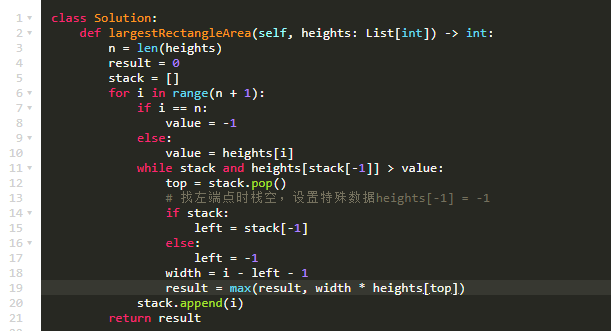 1 class Solution:
2     def largestRectangleArea(self, heights: List[int]) -> int:
3         n = len(heights)
4         result = 0
5         stack = []
6         for i in range(n + 1):
7             if i == n:
8                 value = -1
9             else:
10                 value = heights[i]
11             while stack and heights[stack[-1]] > value:
12                 top = stack.pop()
13                 # 找左端点时栈空，设置特殊数据heights[-1] = -1
14                 if stack:
15                     left = stack[-1]
16                 else:
17                     left = -1
18                 width = i - left - 1
19                 result = max(result, width * heights[top])
20             stack.append(i)
21         return result